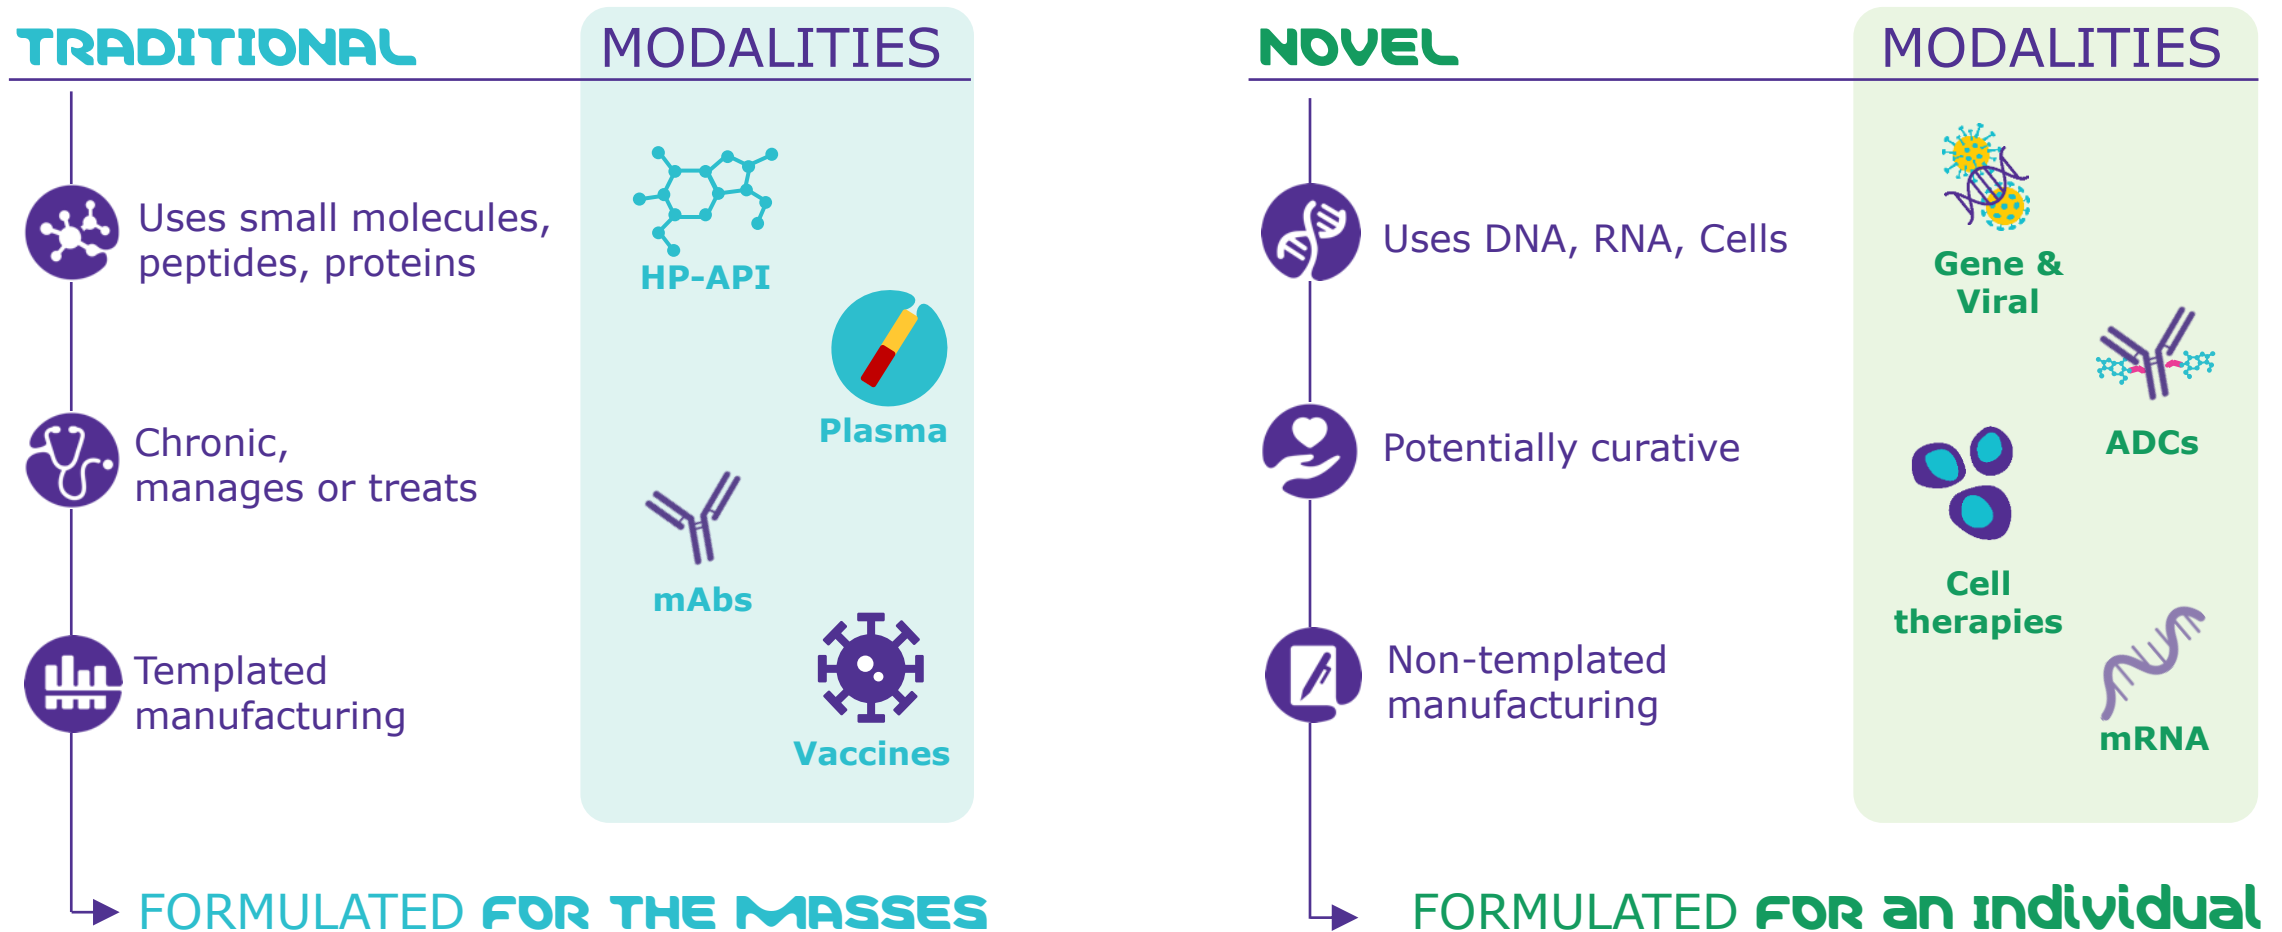 TRADITIONAL
MODALITIES
Uses small molecules,
peptides, proteins
Chronic,
manages or treats
Templated
manufacturing
HP-API
Plasma
mAbs
Vaccines
FORMULATED FOR THE MASSES
NOVEL
MODALITIES
Uses DNA, RNA, Cells
Potentially curative
Non-templated
manufacturing
Gene &
Viral
ADCs
Cell
therapies
mRNA
FORMULATED FOR an Individual